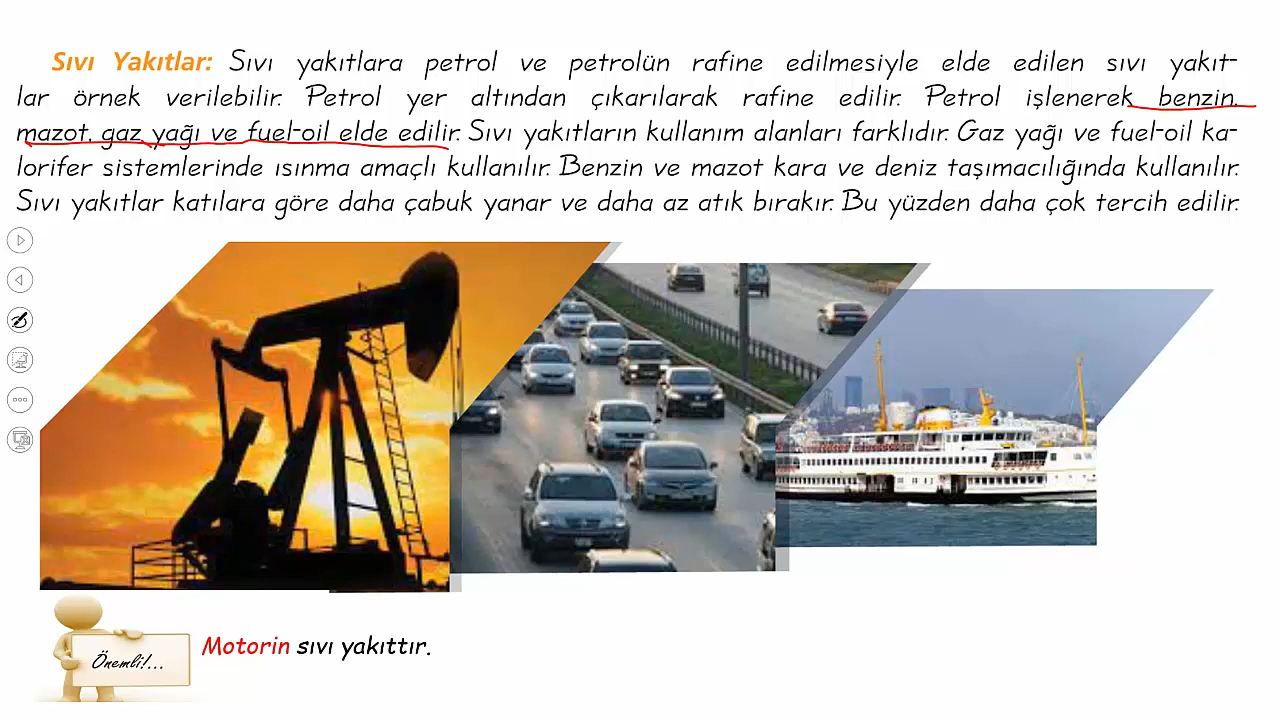 Sıvı Yakıtlar: Sıvı yakıtlara petrol ve petrolün rafine edilmesiyle elde edilen sıvı yakıt-
lar örnek verilebilir. Petrol yer altından çıkarılarak rafine edilir. Petrol işlenerek benzin,
mazot, gaz yağı ve fuel-oil elde edilir. Sıvı yakıtların kullanım alanları farklıdır. Gaz yağı ve fuel-oil ka-
lorifer sistemlerinde ısınma amaçlı kullanılır. Benzin ve mazot kara ve deniz taşımacılığında kullanılır.
Sıvı yakıtlar katılara göre daha çabuk yanar ve daha az atık bırakır. Bu yüzden daha çok tercih edilir.
Motorin sıvı yakıttır.
Önemli!...